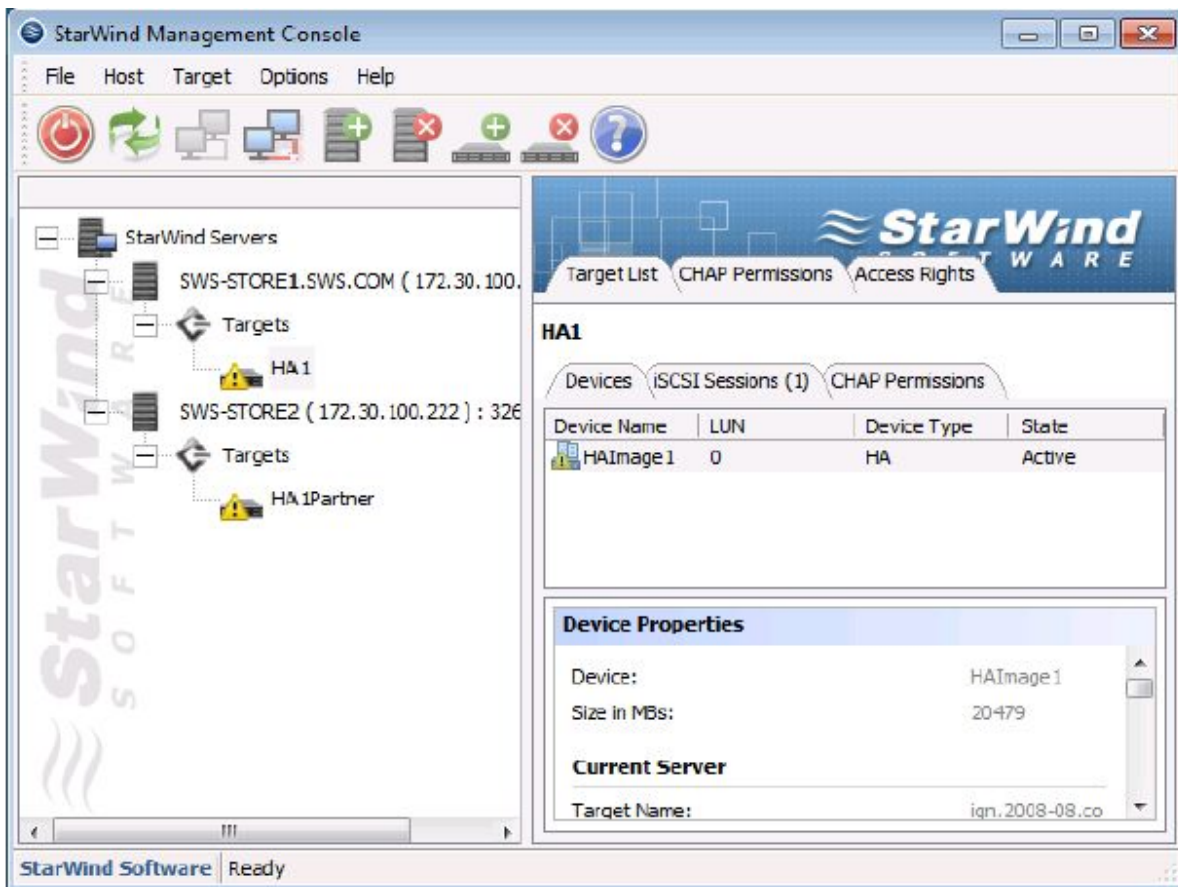 StarWind Management Console
File Host Target Options Help
StarWind Servers
SWS-STORE1.SWS.COM ( 172.30.100.
Targets
HA1
SWS-STORE2 ( 172.30.100.222 ) : 326
Targets
HA1Partner
StarWind
SOFTWARE
StarWind
SOFTWARE
Target List CHAP Permissions Access Rights
HA1
Devices iSCSI Sessions (1) CHAP Permissions
Device Name LUN Device Type State
HAImage1 0 HA Active
Device Properties
Device: HAImage1
Size in MBs: 20479
Current Server
Target Name: iqn.2008-08.co
StarWind Software Ready